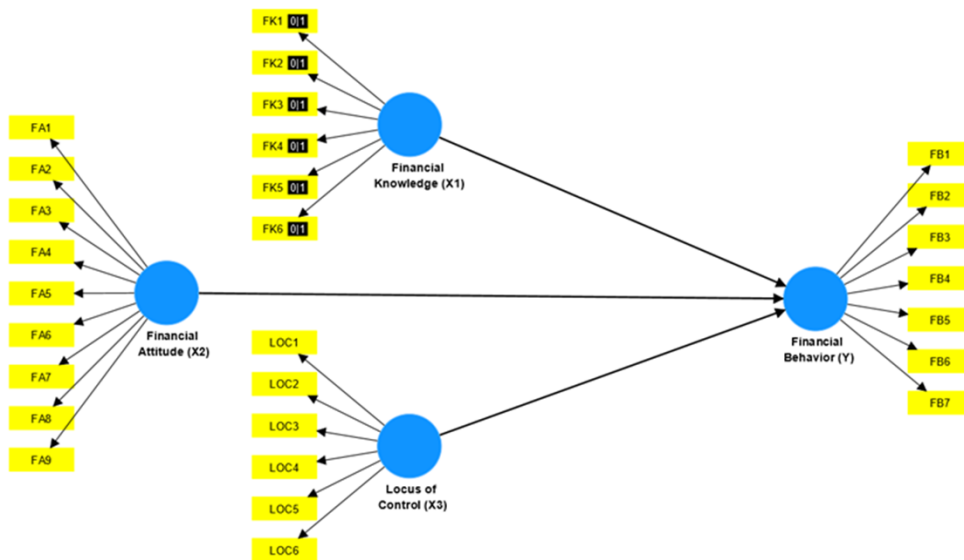 FK1 0|1
FK2 0|1
FK3 0|1
FK4 0|1
FK5 0|1
FK6 0|1
Financial
Knowledge (X1)
FA1
FA2
FA3
FA4
FA5
FA6
FA7
FA8
FA9
Financial
Attitude (X2)
LOC1
LOC2
LOC3
LOC4
LOC5
LOC6
Locus of
Control (X3)
FB1
FB2
FB3
FB4
FB5
FB6
FB7
Financial
Behavior (Y)